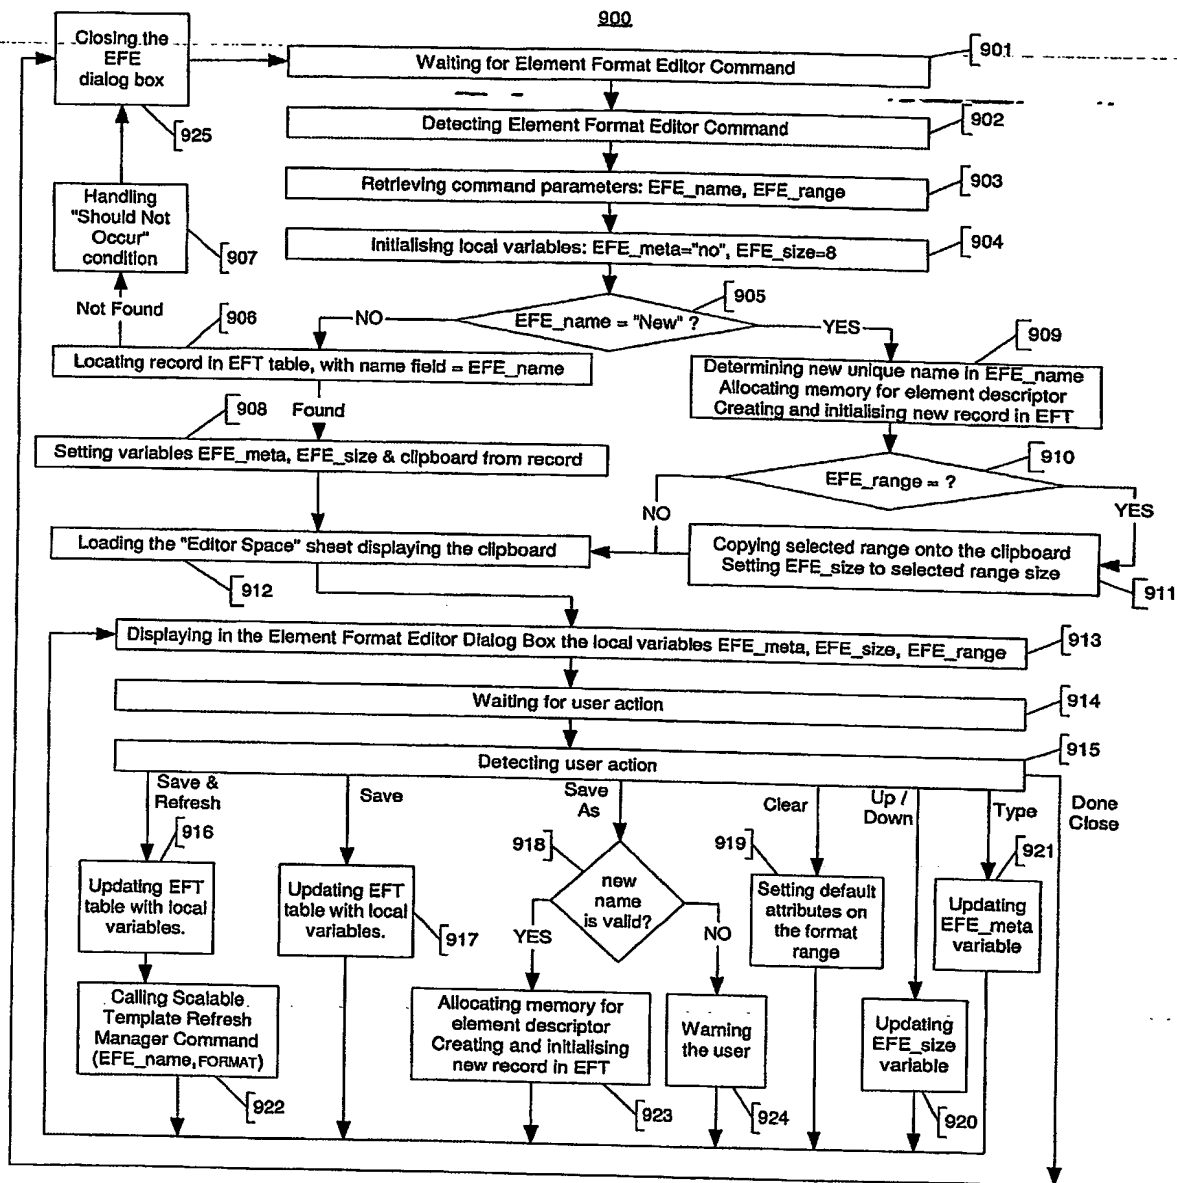 900
Closing the
EFE
dialog box
925
Waiting for Element Format Editor Command
901
Detecting Element Format Editor Command
902
Retrieving command parameters: EFE_name, EFE_range
903
Initialising local variables: EFE_meta="no", EFE_size=8
904
Handling
"Should Not
Occur"
condition
907
Not Found
906
NO
EFE_name = "New" ?
905
YES
Locating record in EFT table, with name field = EFE_name
909
Determining new unique name in EFE_name
Allocating memory for element descriptor
Creating and initialising new record in EFT
908
Found
Setting variables EFE_meta, EFE_size & clipboard from record
910
EFE_range = ?
NO
YES
Loading the "Editor Space" sheet displaying the clipboard
912
Copying selected range onto the clipboard
Setting EFE_size to selected range size
911
Displaying in the Element Format Editor Dialog Box the local variables EFE_meta, EFE_size, EFE_range
913
Waiting for user action
914
Detecting user action
915
Save &
Refresh
Save
Save
As
Clear
Up /
Down
Type
Done
Close
916
Updating EFT
table with local
variables.
Updating EFT
table with local
variables.
917
918
new
name
is valid?
YES
NO
919
Setting default
attributes on
the format
range
921
Updating
EFE_meta
variable
Calling Scalable
Template Refresh
Manager Command
(EFE_name,FORMAT)
922
Allocating memory for
element descriptor
Creating and initialising
new record in EFT
923
Warning
the user
924
Updating
EFE_size
variable
920